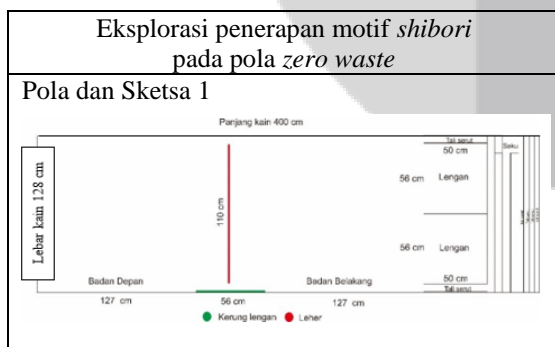 Eksplorasi penerapan motif shibori
pada pola zero waste
Pola dan Sketsa 1
Panjang kain 400 cm
Lebar kain 128 cm
Tali serut
50 cm
Saku
56 cm Lengan
110 cm
56 cm Lengan
50 cm
Badan Depan
Badan Belakang
Tali serut
127 cm
56 cm
127 cm
Kerung lengan
Leher